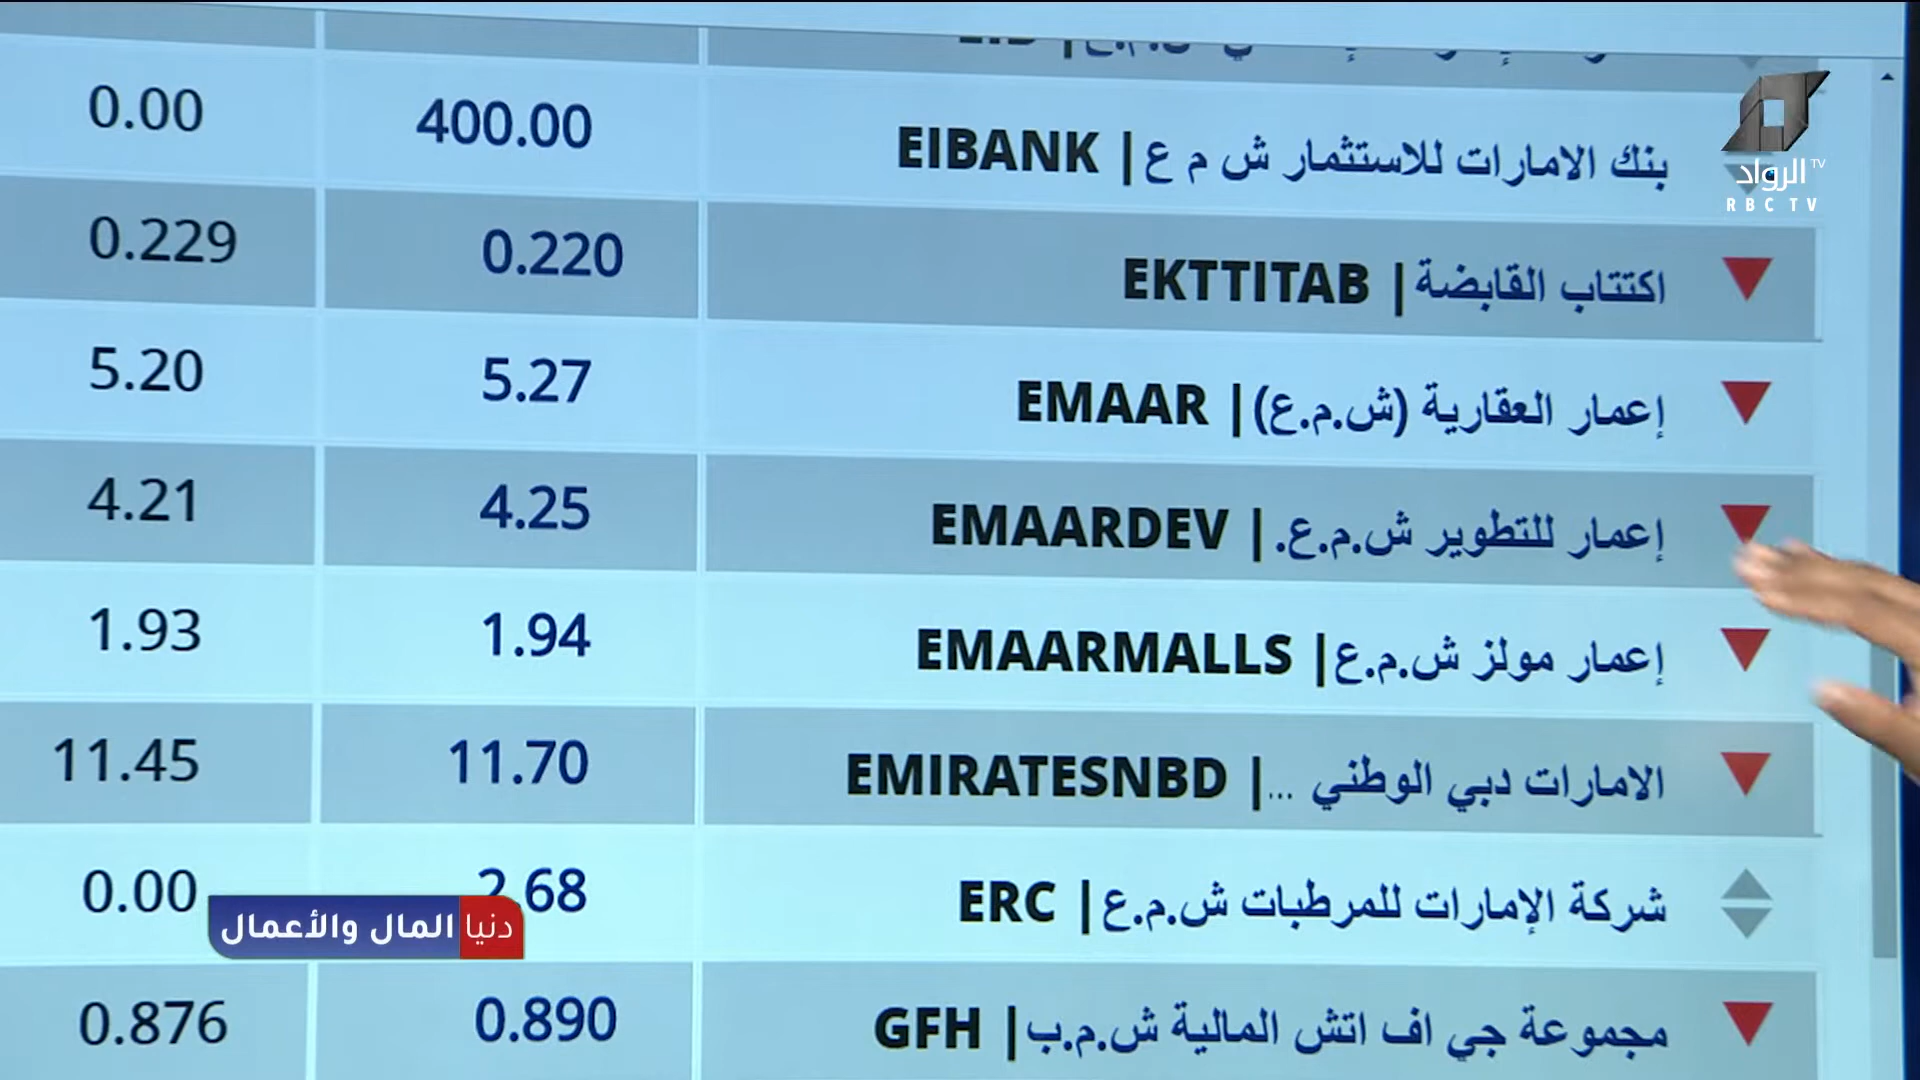 بنك الامارات للاستثمار ش م ع | EIBANK 400.00 0.00
اكتتاب القابضة | EKTTITAB 0.220 0.229
إعمار العقارية (ش.م.ع) | EMAAR 5.27 5.20
إعمار للتطوير ش.م.ع. | EMAARDEV 4.25 4.21
إعمار مولز ش.م.ع | EMAARMALLS 1.94 1.93
الامارات دبي الوطني ... | EMIRATESNBD 11.70 11.45
شركة الإمارات للمرطبات ش.م.ع | ERC 2.68 0.00
مجموعة جي اف اتش المالية ش.م.ب | GFH 0.890 0.876
الرواد TV
RBC TV
دنيا المال والأعمال